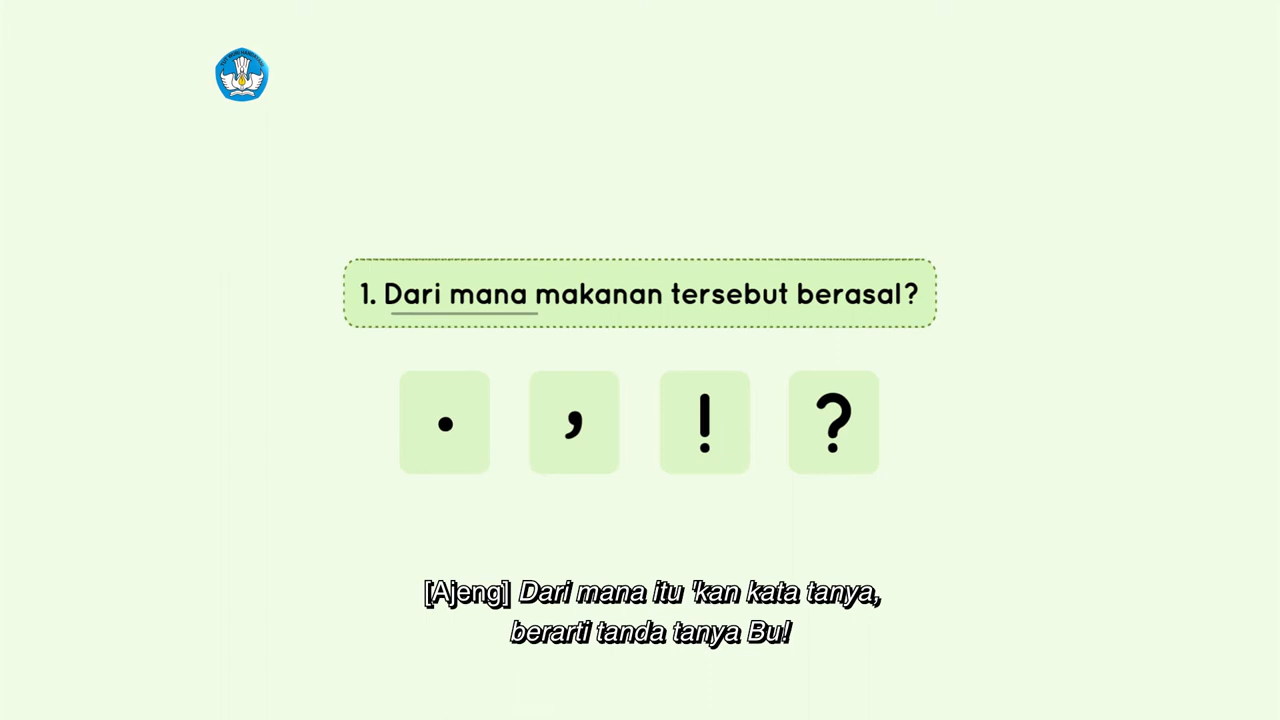 1. Dari mana makanan tersebut berasal?
. , ! ?
[Ajeng] Dari mana itu 'kan kata tanya,
berarti tanda tanya Bu!